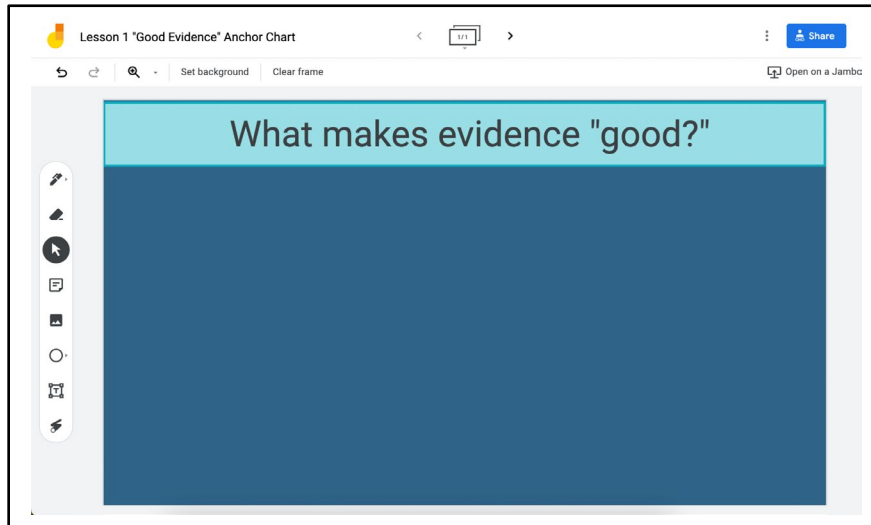 Lesson 1 "Good Evidence" Anchor Chart
1/1
Share
Set background
Clear frame
Open on a Jambo
What makes evidence "good?"
T